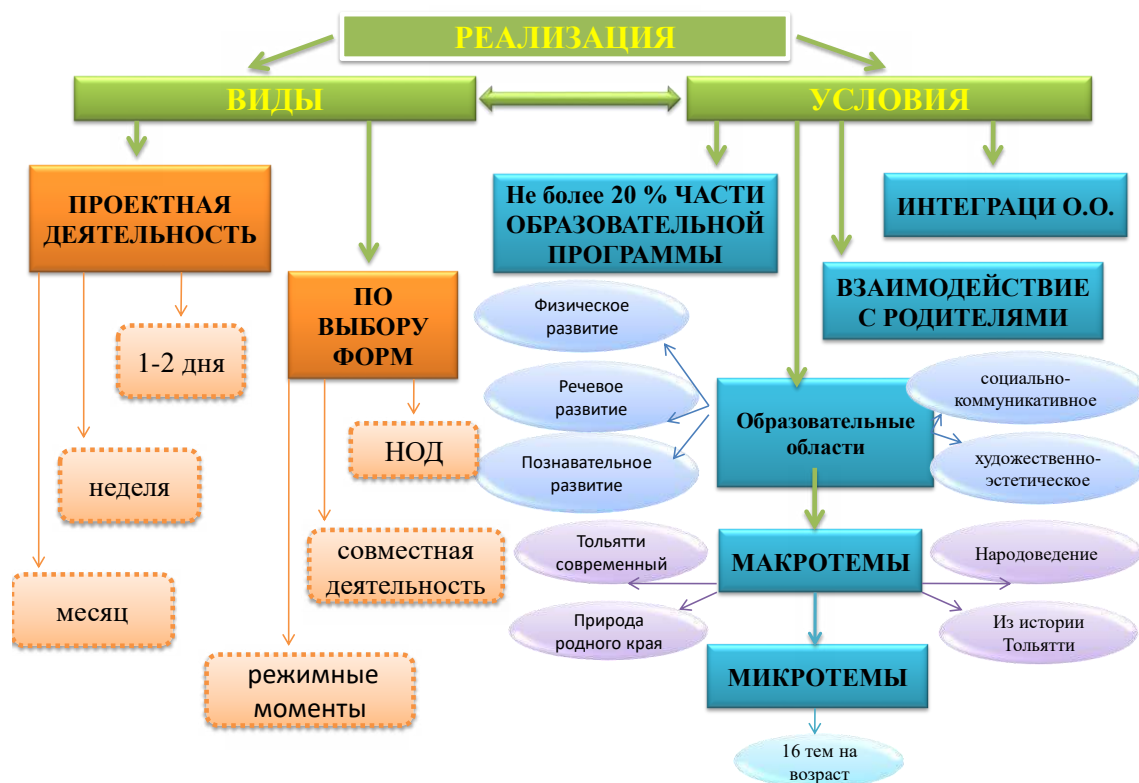 РЕАЛИЗАЦИЯ
ВИДЫ
УСЛОВИЯ
ПРОЕКТНАЯ
ДЕЯТЕЛЬНОСТЬ
1-2 дня
неделя
месяц
ПО
ВЫБОРУ
ФОРМ
НОД
совместная
деятельность
режимные
моменты
Не более 20 % ЧАСТИ
ОБРАЗОВАТЕЛЬНОЙ
ПРОГРАММЫ
ИНТЕГРАЦИ О.О.
ВЗАИМОДЕЙСТВИЕ
С РОДИТЕЛЯМИ
Физическое
развитие
Речевое
развитие
Познавательное
развитие
Образовательные
области
социально-
коммуникативное
художественно-
эстетическое
МАКРОТЕМЫ
Тольятти
современный
Природа
родного края
Народоведение
Из истории
Тольятти
МИКРОТЕМЫ
16 тем на
возраст